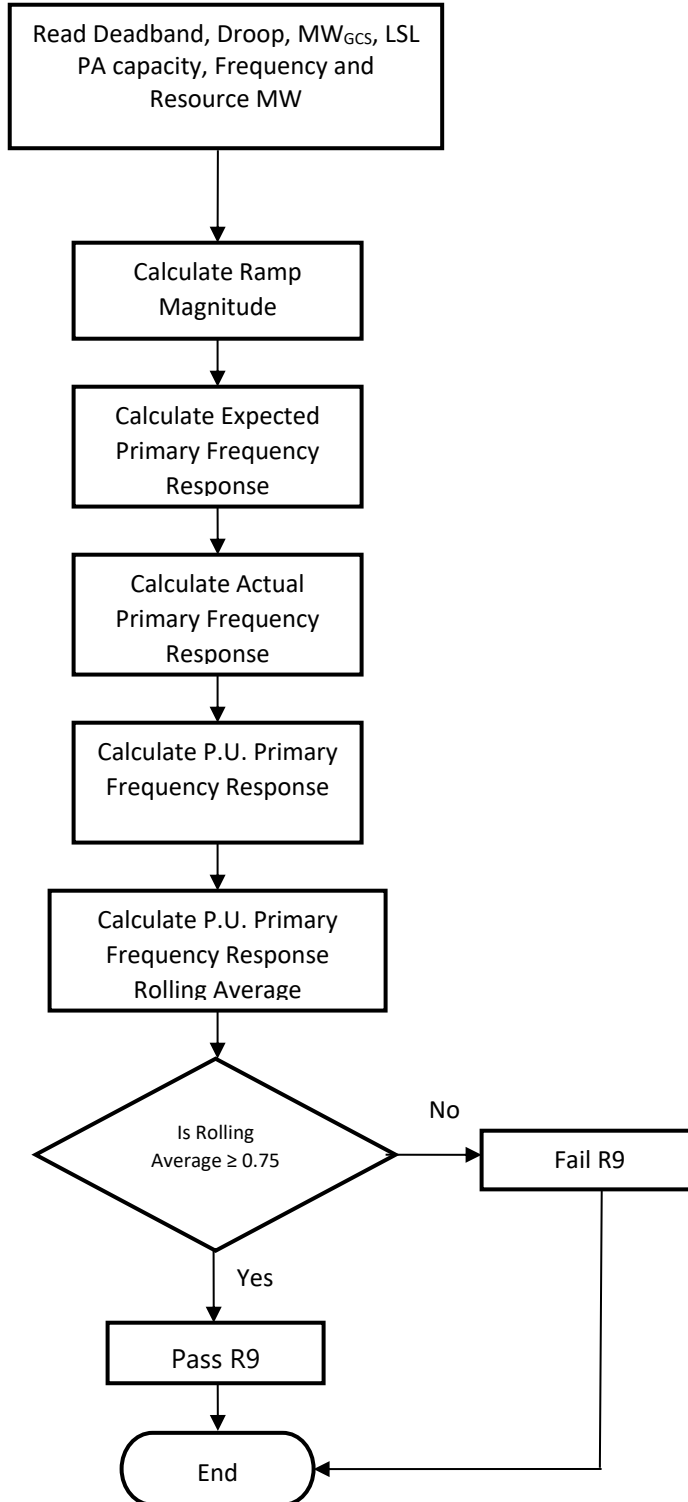 Read Deadband, Droop, MWGCS, LSL
PA capacity, Frequency and
Resource MW
Calculate Ramp
Magnitude
Calculate Expected
Primary Frequency
Response
Calculate Actual
Primary Frequency
Response
Calculate P.U. Primary
Frequency Response
Calculate P.U. Primary
Frequency Response
Rolling Average
Is Rolling
Average ≥ 0.75
No
Fail R9
Yes
Pass R9
End